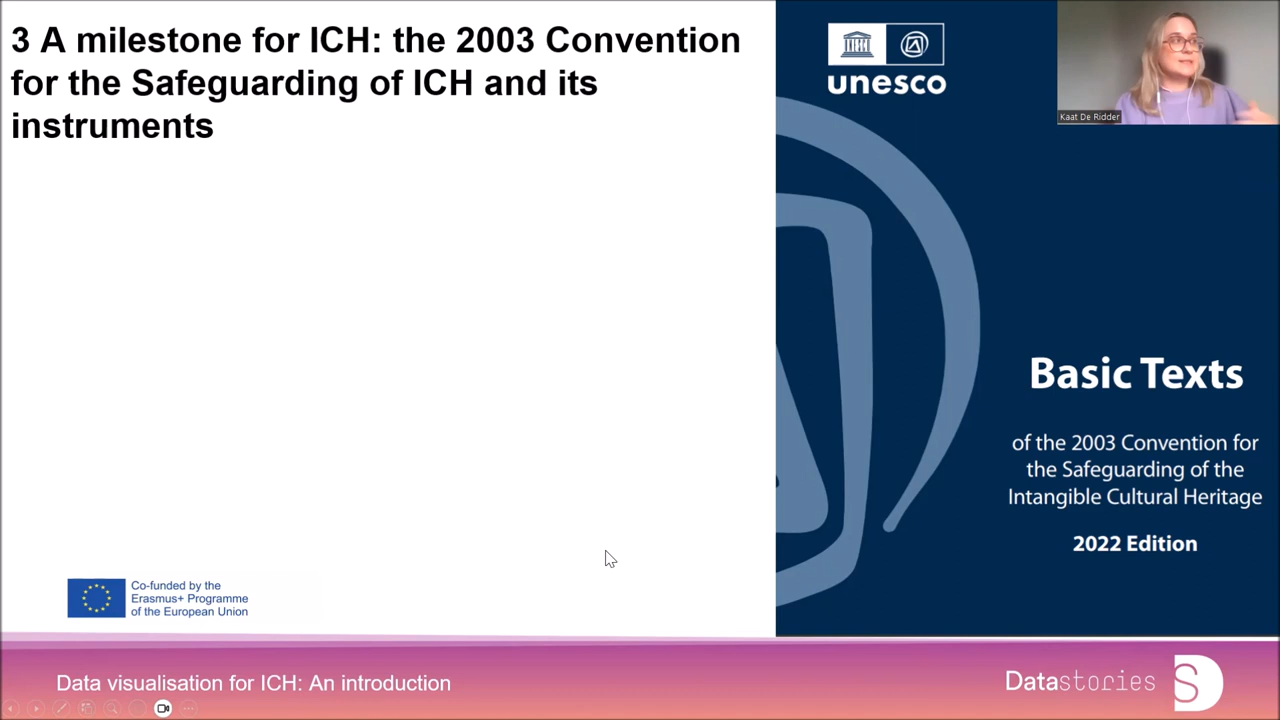 3 A milestone for ICH: the 2003 Convention
for the Safeguarding of ICH and its
instruments
unesco
Kaat De Ridder
Basic Texts
of the 2003 Convention for
the Safeguarding of the
Intangible Cultural Heritage
2022 Edition
Co-funded by the
Erasmus+ Programme
of the European Union
Data visualisation for ICH: An introduction
Datastories